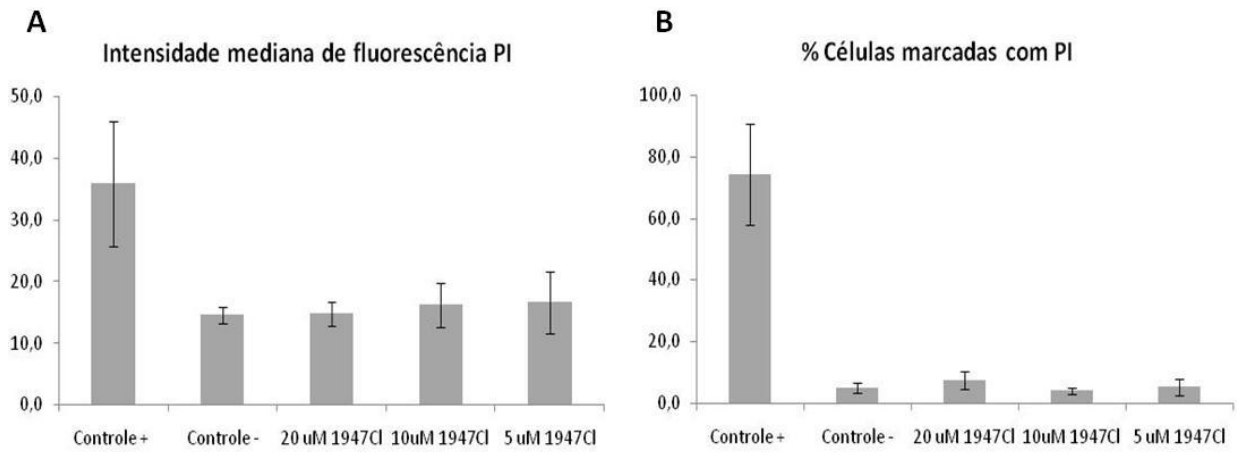 A
Intensidade mediana de fluorescência PI
50,0
40,0
30,0
20,0
10,0
0,0
Controle + Controle - 20 uM 1947Cl 10uM 1947Cl 5 uM 1947Cl
B
% Células marcadas com PI
100,0
80,0
60,0
40,0
20,0
0,0
Controle + Controle - 20 uM 1947Cl 10uM 1947Cl 5 uM 1947Cl